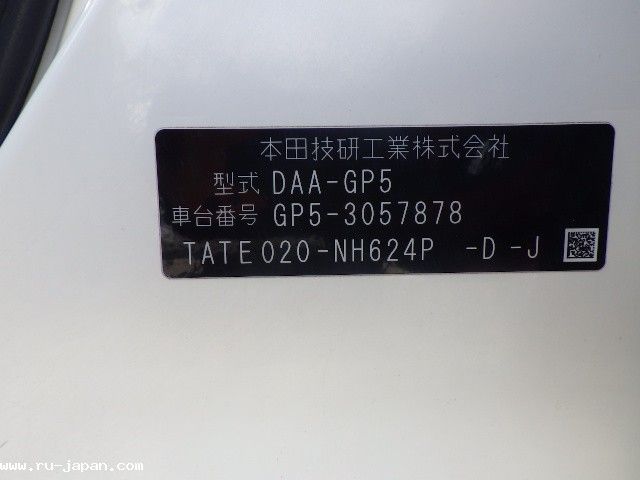 本田技研工業株式会社
型式 DAA-GP5
車台番号 GP5-3057878
TATE020-NH624P -D -J
www.ru-japan.com